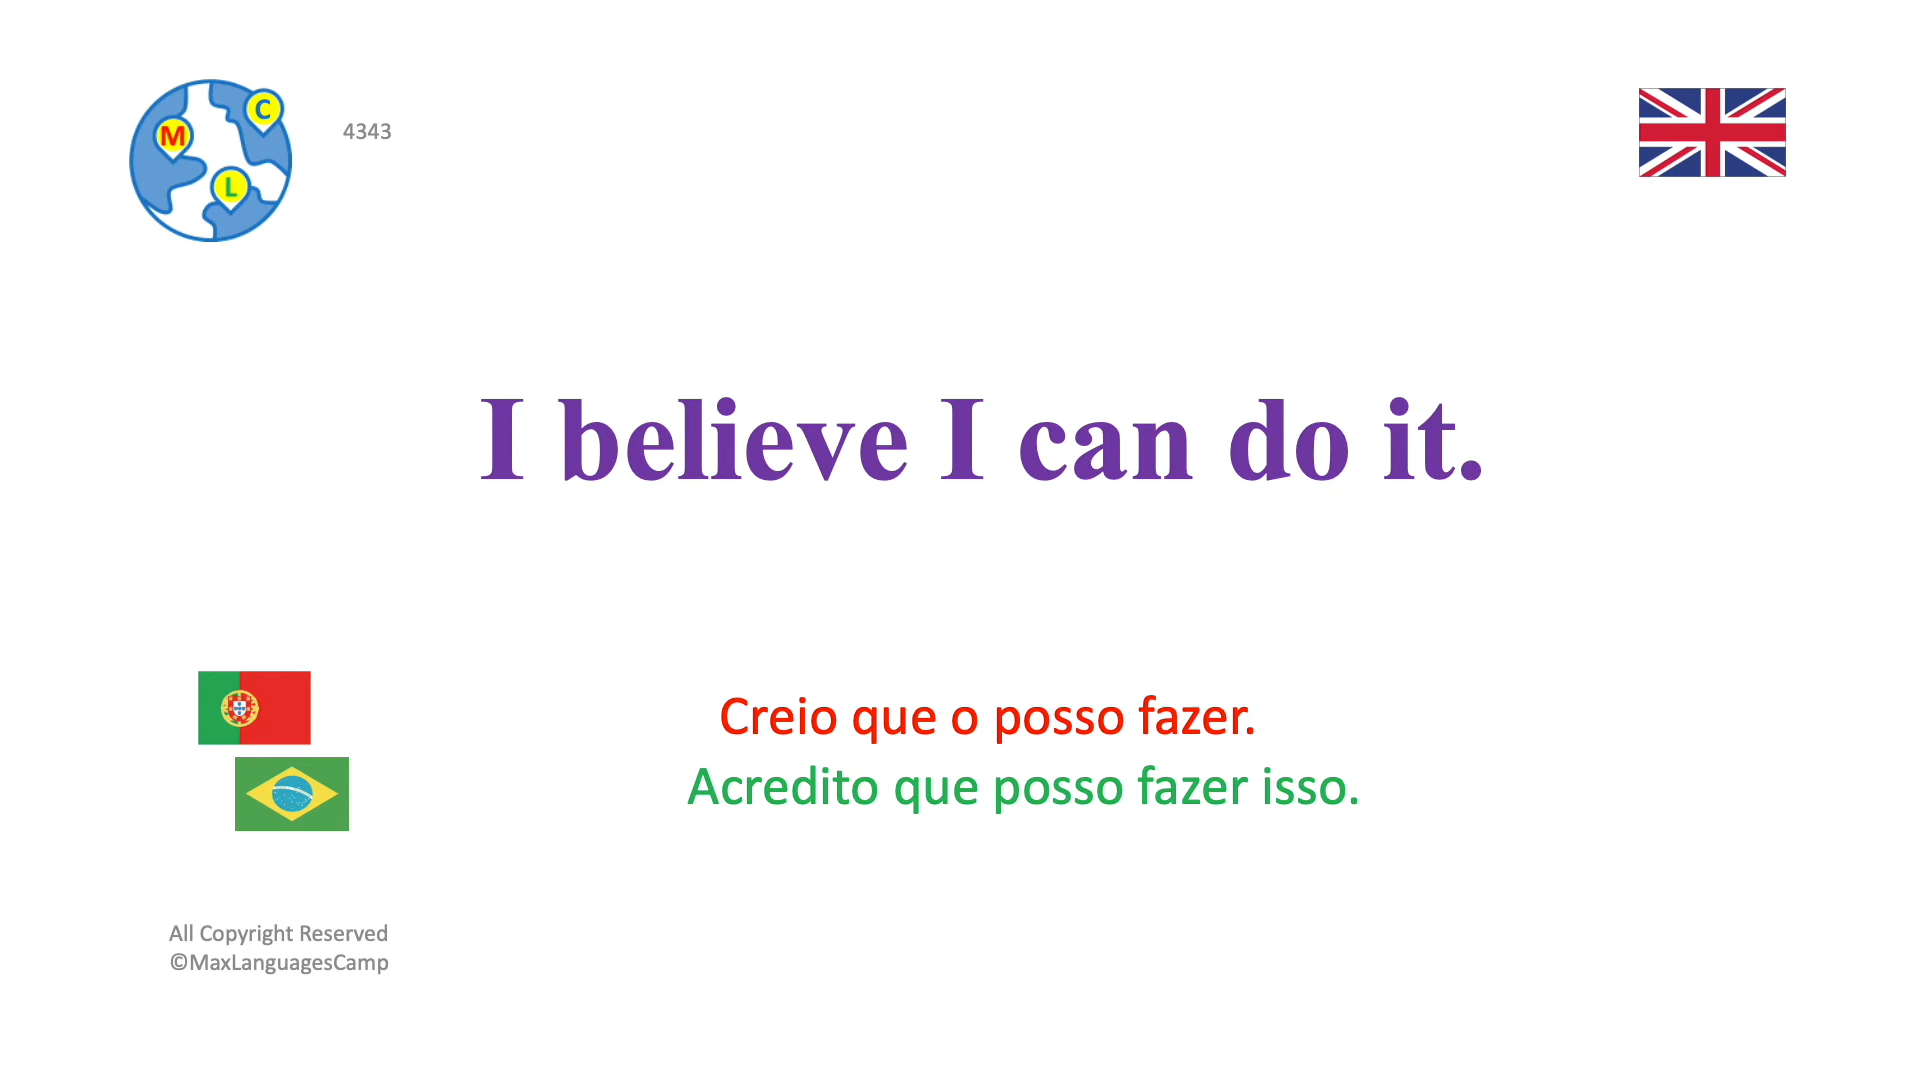 M
C
L
4343
I believe I can do it.
Creio que o posso fazer.
Acredito que posso fazer isso.
All Copyright Reserved
©MaxLanguagesCamp